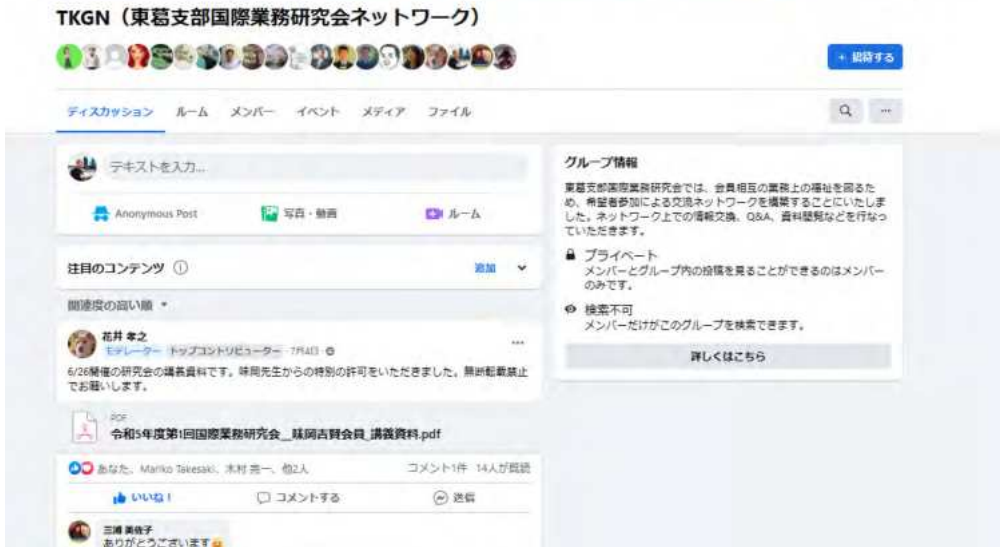 TKGN（東葛支部国際業務研究会ネットワーク）
+ 招待する
ディスカッション ルーム メンバー イベント メディア ファイル
テキストを入力...
Anonymous Post 写真・動画 ルーム
注目のコンテンツ 追加
関連度の高い順
花井 孝之
モデレーター トップコントリビューター · 7月4日
6/26開催の研究会の講義資料です。味岡先生からの特別の許可をいただきました。無断転載禁止
でお願いします。
PDF
令和5年度第1回国際業務研究会__味岡吉賢会員_講義資料.pdf
あなた、Mariko Takesaki、木村 亮一、他2人 コメント1件 14人が既読
いいね！ コメントする 送信
三浦 美佐子
ありがとうございます
グループ情報
東葛支部国際業務研究会では、会員相互の業務上の福祉を図るた
め、希望者参加による交流ネットワークを構築することにいたしま
した。ネットワーク上での情報交換、Q&A、資料閲覧などを行なっ
ていただきます。
プライベート
メンバーとグループ内の投稿を見ることができるのはメンバー
のみです。
検索不可
メンバーだけがこのグループを検索できます。
詳しくはこちら